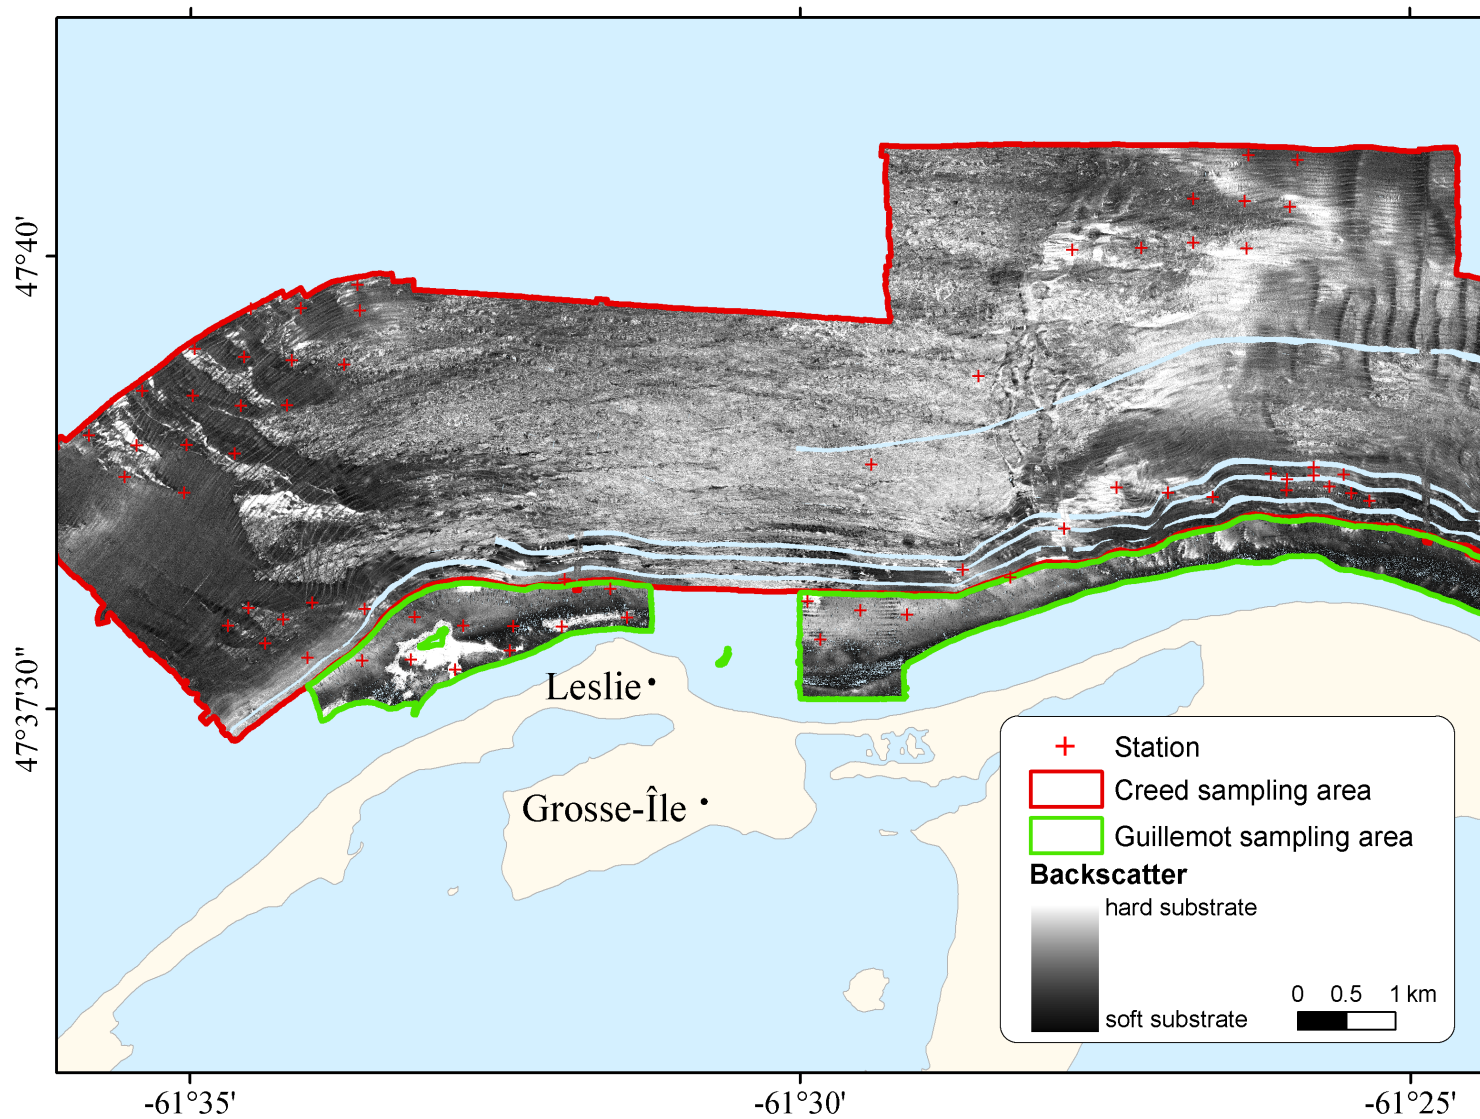 47°40'
47°37'30"
Leslie
Grosse-Île
Station
Creed sampling area
Guillemot sampling area
Backscatter
hard substrate
soft substrate
0 0.5 1 km
-61°35' -61°30' -61°25'